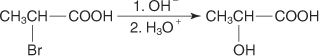 CH₃CH—COOH 1. OH⁻ CH₃CH—COOH
Br 2. H₃O⁺ OH